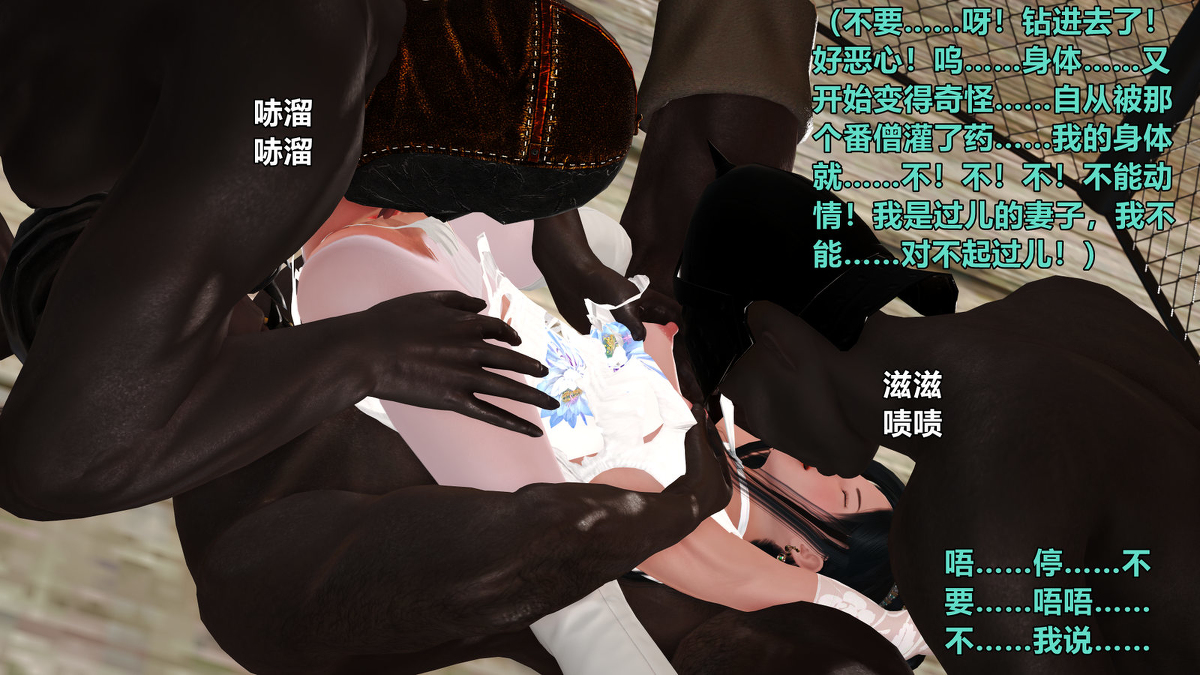 （不要……呀！钻进去了！
好恶心！呜……身体……又
开始变得奇怪……自从被那
个番僧灌了药……我的身体
就……不！不！不！不能动
情！我是过儿的妻子，我不
能……对不起过儿！）
哧溜
哧溜
滋滋
啧啧
唔……停……不
要……唔唔……
不……我说……